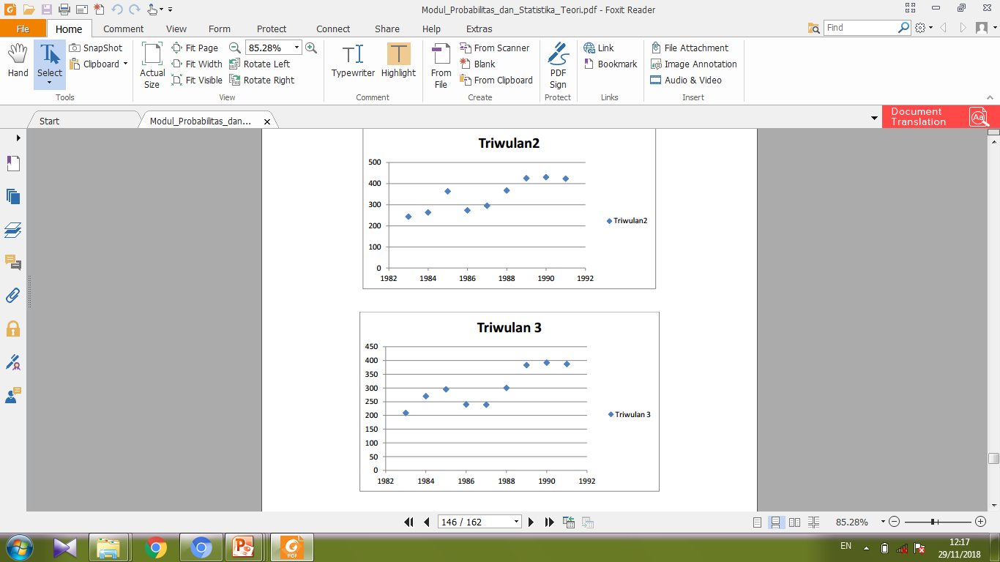 Modul_Probabilitas_dan_Statistika_Teori.pdf - Foxit Reader
File Home Comment View Form Protect Connect Share Help Extras Find
Hand Select SnapShot Clipboard Actual Size Fit Page Fit Width Fit Visible 85.28% Rotate Left Rotate Right Typewriter Highlight From File From Scanner Blank From Clipboard PDF Sign Link Bookmark File Attachment Image Annotation Audio & Video
Tools View Comment Create Protect Links Insert
Start Modul_Probabilitas_dan...
Document
Translation
Aa
Triwulan2
500
400
300
200
100
0
1982 1984 1986 1988 1990 1992
Triwulan2
Triwulan 3
450
400
350
300
250
200
150
100
50
0
1982 1984 1986 1988 1990 1992
Triwulan 3
146 / 162 85.28%
PDF
EN 12:17
29/11/2018